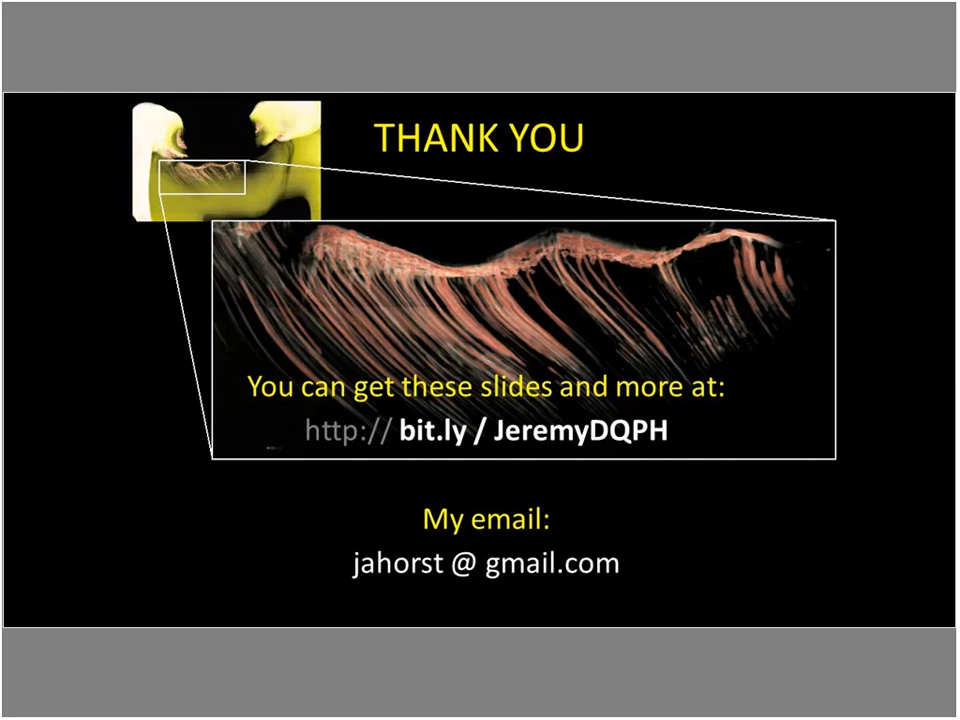 THANK YOU
You can get these slides and more at:
http:// bit.ly / JeremyDQPH
My email:
jahorst @ gmail.com